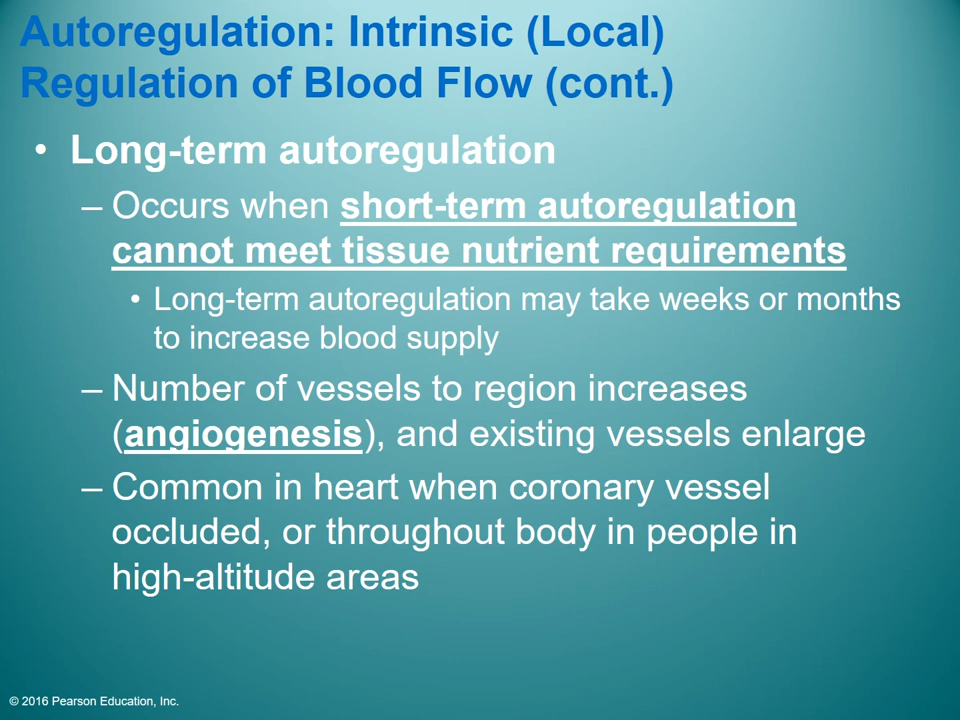 Autoregulation: Intrinsic (Local)
Regulation of Blood Flow (cont.)
• Long-term autoregulation
– Occurs when short-term autoregulation
cannot meet tissue nutrient requirements
• Long-term autoregulation may take weeks or months
to increase blood supply
– Number of vessels to region increases
(angiogenesis), and existing vessels enlarge
– Common in heart when coronary vessel
occluded, or throughout body in people in
high-altitude areas
© 2016 Pearson Education, Inc.